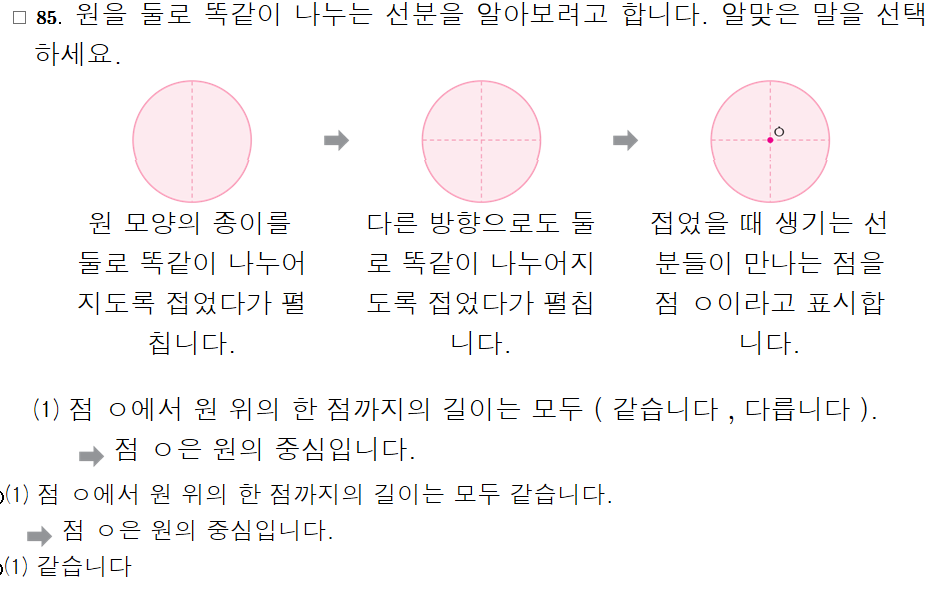 □ 85. 원을 둘로 똑같이 나누는 선분을 알아보려고 합니다. 알맞은 말을 선택
하세요.
ㅇ
원 모양의 종이를
둘로 똑같이 나누어
지도록 접었다가 펼
칩니다.
다른 방향으로도 둘
로 똑같이 나누어지
도록 접었다가 펼칩
니다.
접었을 때 생기는 선
분들이 만나는 점을
점 ㅇ이라고 표시합
니다.
(1) 점 ㅇ에서 원 위의 한 점까지의 길이는 모두 ( 같습니다 , 다릅니다 ).
➡ 점 ㅇ은 원의 중심입니다.
(1) 점 ㅇ에서 원 위의 한 점까지의 길이는 모두 같습니다.
➡ 점 ㅇ은 원의 중심입니다.
(1) 같습니다